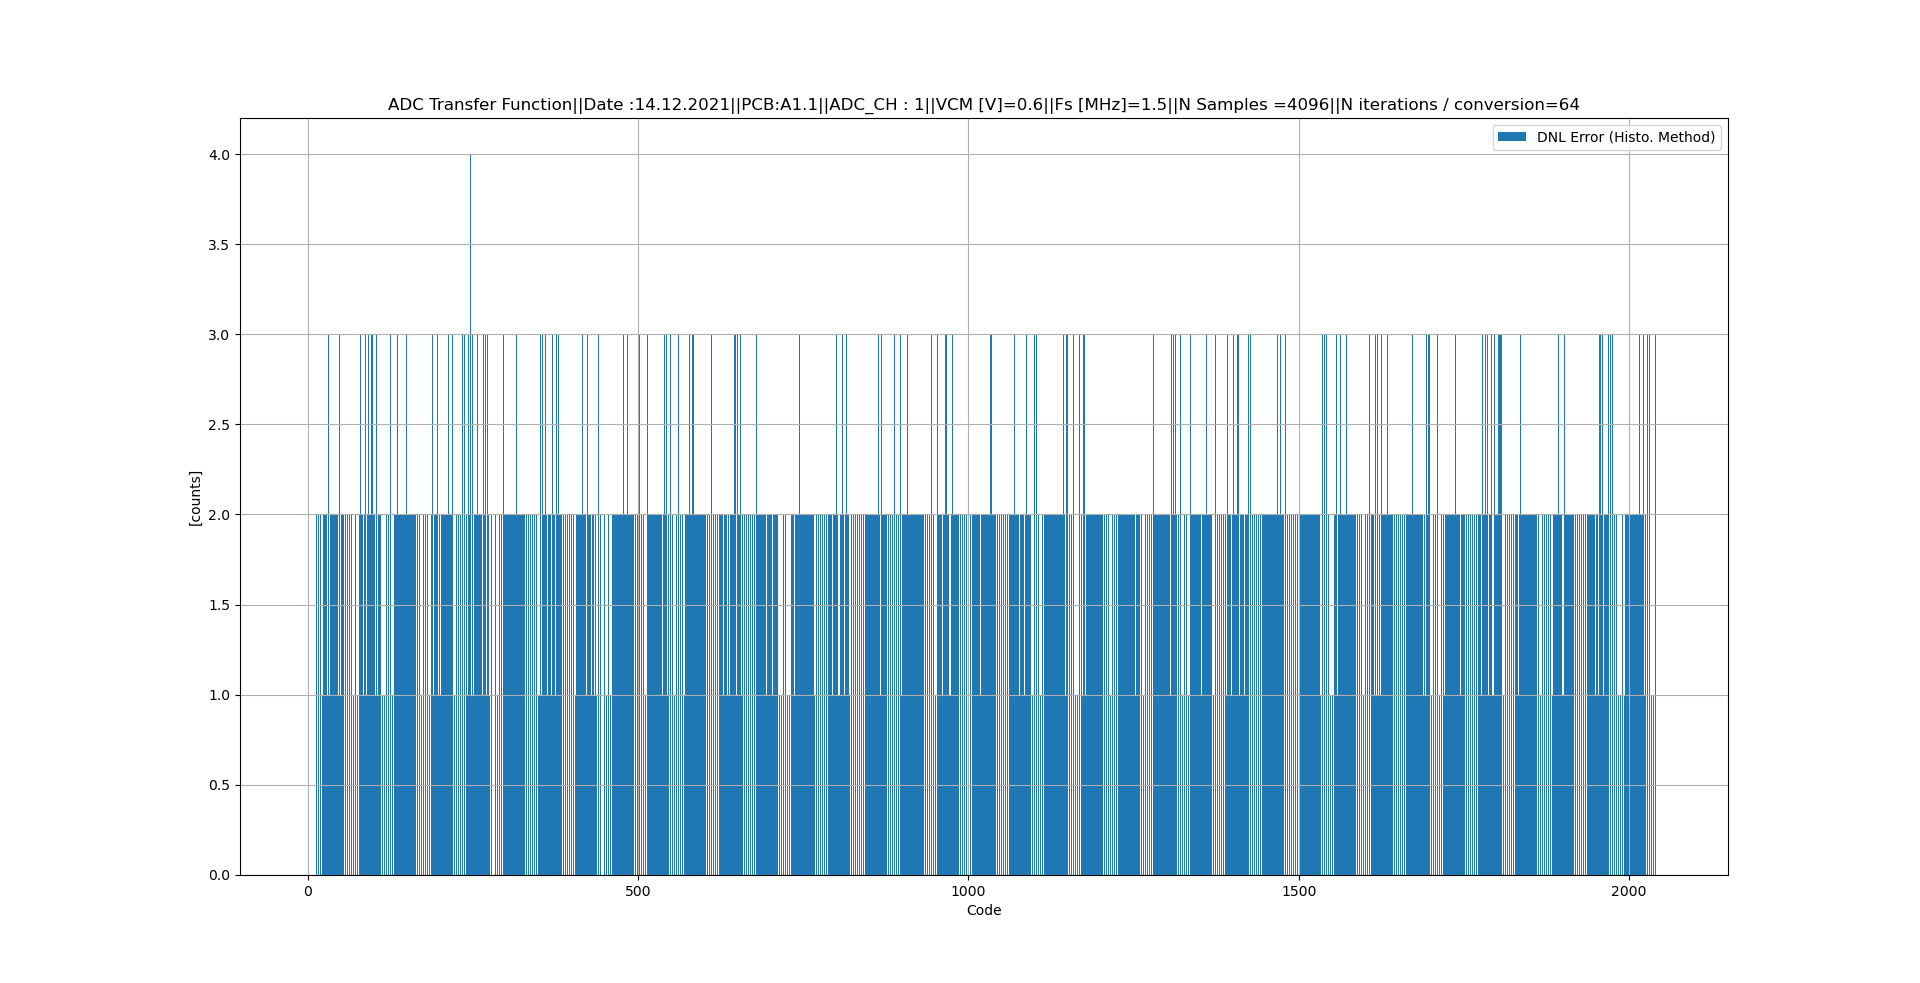 ADC Transfer Function||Date :14.12.2021||PCB:A1.1||ADC_CH : 1||VCM [V]=0.6||Fs [MHz]=1.5||N Samples =4096||N iterations / conversion=64
DNL Error (Histo. Method)
4.0
3.5
3.0
2.5
2.0
1.5
1.0
0.5
0.0
[counts]
0 500 1000 1500 2000
Code